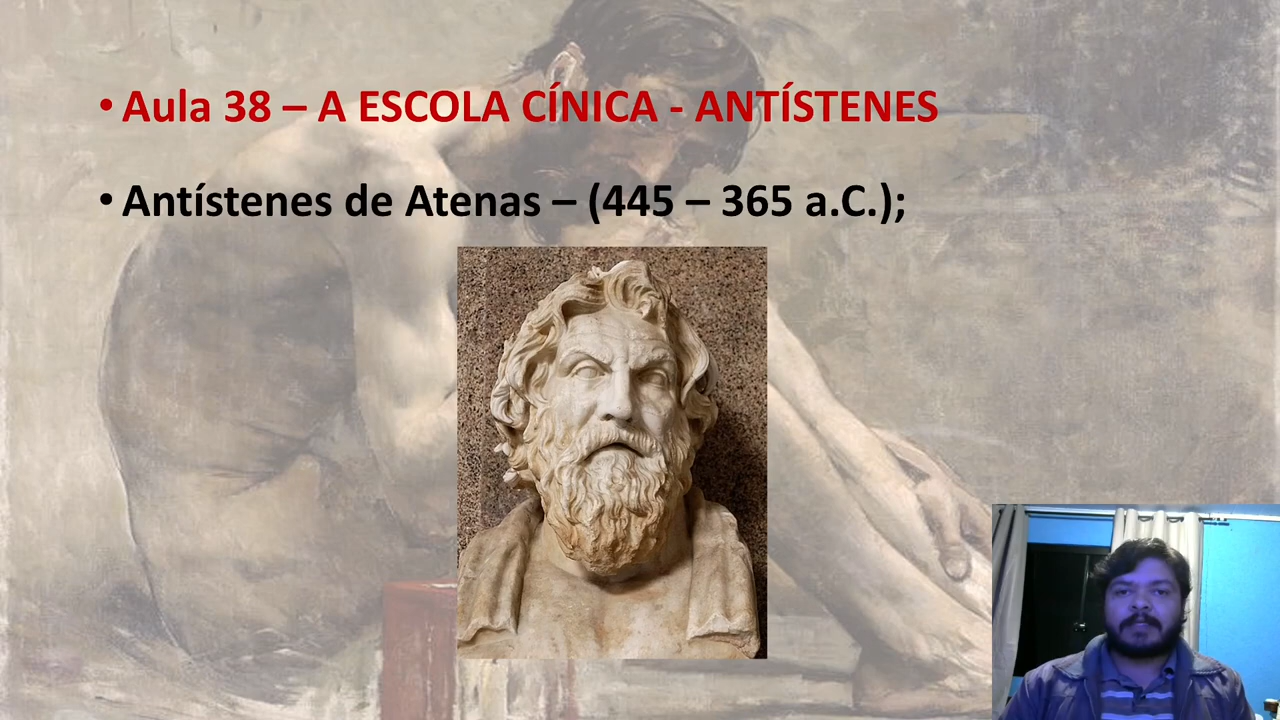 • Aula 38 – A ESCOLA CÍNICA - ANTÍSTENES
• Antístenes de Atenas – (445 – 365 a.C.);